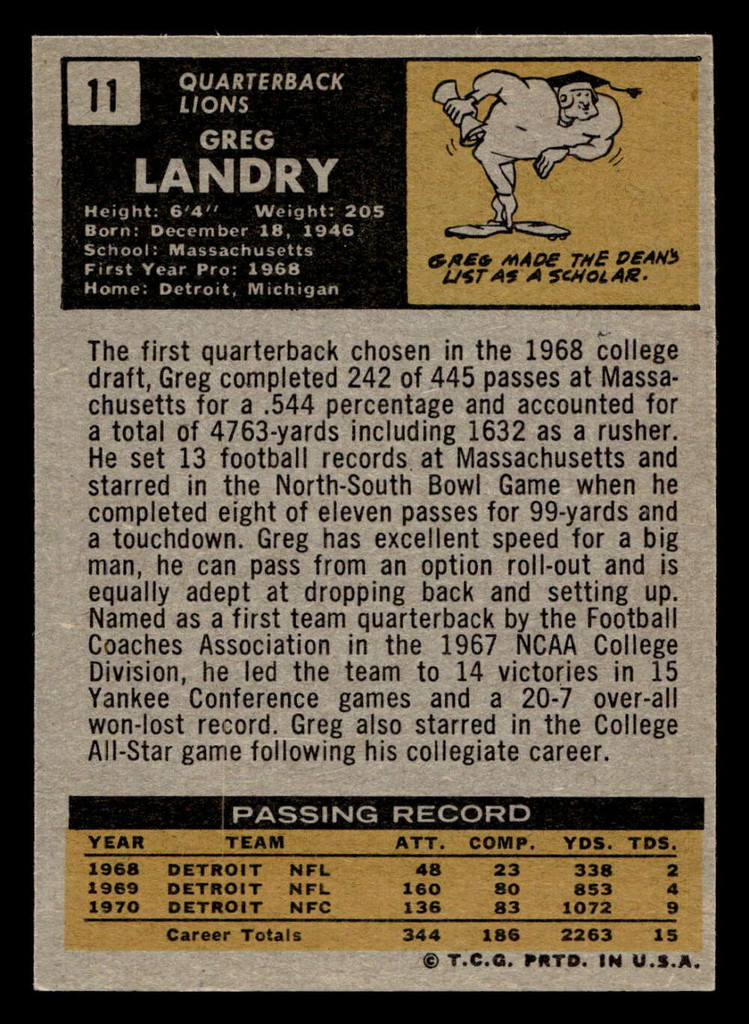 11
QUARTERBACK
LIONS
GREG
LANDRY
Height: 6'4" Weight: 205
Born: December 18, 1946
School: Massachusetts
First Year Pro: 1968
Home: Detroit, Michigan
GREG MADE THE DEAN'S
LIST AS A SCHOLAR.
The first quarterback chosen in the 1968 college
draft, Greg completed 242 of 445 passes at Massa-
chusetts for a .544 percentage and accounted for
a total of 4763-yards including 1632 as a rusher.
He set 13 football records at Massachusetts and
starred in the North-South Bowl Game when he
completed eight of eleven passes for 99-yards and
a touchdown. Greg has excellent speed for a big
man, he can pass from an option roll-out and is
equally adept at dropping back and setting up.
Named as a first team quarterback by the Football
Coaches Association in the 1967 NCAA College
Division, he led the team to 14 victories in 15
Yankee Conference games and a 20-7 over-all
won-lost record. Greg also starred in the College
All-Star game following his collegiate career.
PASSING RECORD
YEAR TEAM ATT. COMP. YDS. TDS.
1968 DETROIT NFL 48 23 338 2
1969 DETROIT NFL 160 80 853 4
1970 DETROIT NFC 136 83 1072 9
Career Totals 344 186 2263 15
© T.C.G. PRTD. IN U.S.A.